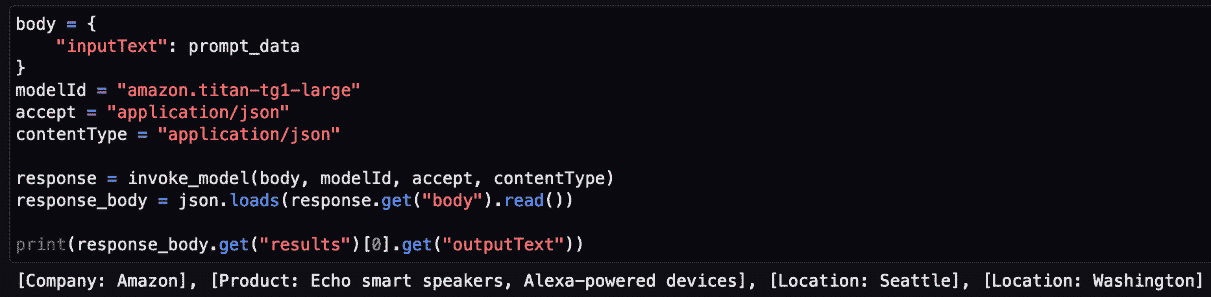 body = {
    "inputText": prompt_data
}
modelId = "amazon.titan-tg1-large"
accept = "application/json"
contentType = "application/json"

response = invoke_model(body, modelId, accept, contentType)
response_body = json.loads(response.get("body").read())

print(response_body.get("results")[0].get("outputText"))
[Company: Amazon], [Product: Echo smart speakers, Alexa-powered devices], [Location: Seattle], [Location: Washington]